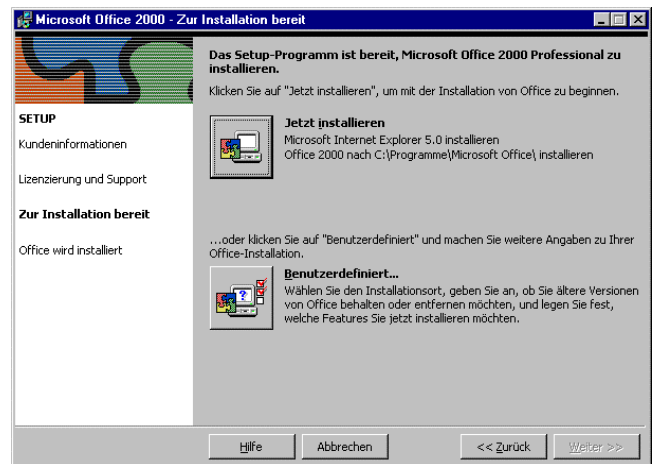 Microsoft Office 2000 - Zur Installation bereit
Das Setup-Programm ist bereit, Microsoft Office 2000 Professional zu
installieren.
Klicken Sie auf "Jetzt installieren", um mit der Installation von Office zu beginnen.
SETUP
Kundeninformationen
Lizenzierung und Support
Zur Installation bereit
Office wird installiert
Jetzt installieren
Microsoft Internet Explorer 5.0 installieren
Office 2000 nach C:\Programme\Microsoft Office\ installieren
...oder klicken Sie auf "Benutzerdefiniert" und machen Sie weitere Angaben zu Ihrer
Office-Installation.
Benutzerdefiniert...
Wählen Sie den Installationsort, geben Sie an, ob Sie ältere Versionen
von Office behalten oder entfernen möchten, und legen Sie fest,
welche Features Sie jetzt installieren möchten.
Hilfe
Abbrechen
<< Zurück
Weiter >>